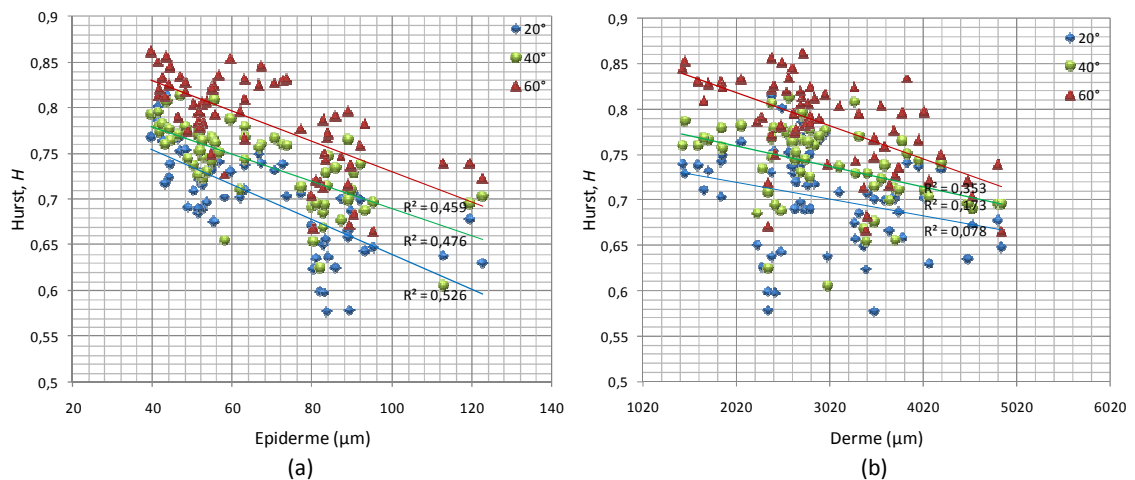 0,9
0,85
0,8
0,75
0,7
0,65
0,6
0,55
0,5
Hurst, H
20°
40°
60°
R² = 0,459
R² = 0,476
R² = 0,526
20 40 60 80 100 120 140
Epiderme (µm)
(a)
0,9
0,85
0,8
0,75
0,7
0,65
0,6
0,55
0,5
Hurst, H
20°
40°
60°
R² = 0,353
R² = 0,173
R² = 0,078
1020 2020 3020 4020 5020 6020
Derme (µm)
(b)